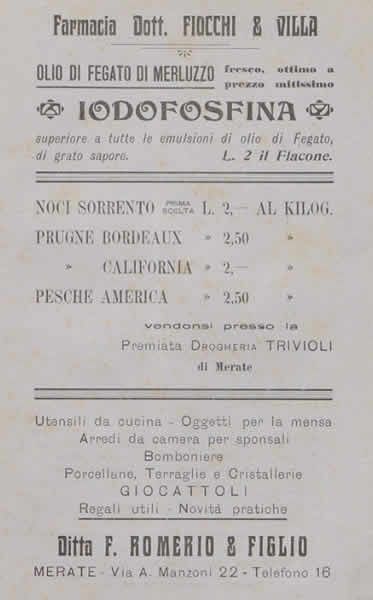 Farmacia Dott. FIOCCHI & VILLA
OLIO DI FEGATO DI MERLUZZO fresco, ottimo a
prezzo mitissimo
IODOFOSFINA
superiore a tutte le emulsioni di olio di Fegato,
di grato sapore. L. 2 il Flacone.
NOCI SORRENTO PRIMA SCELTA L. 2,— AL KILOG.
PRUGNE BORDEAUX » 2,50 »
» CALIFORNIA » 2,— »
PESCHE AMERICA » 2,50 »
vendonsi presso la
Premiata DROGHERIA TRIVIOLI
di Merate
Utensili da cucina - Oggetti per la mensa
Arredi da camera per sponsali
Bomboniere
Porcellane, Terraglie e Cristallerie
GIOCATTOLI
Regali utili - Novitá pratiche
Ditta F. ROMERIO & FIGLIO
MERATE - Via A. Manzoni 22 - Telefono 16